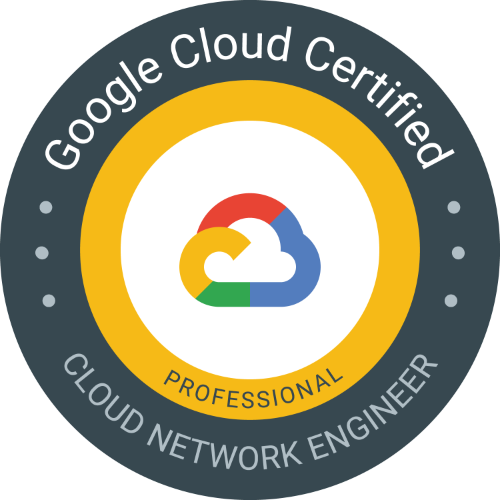 Google Cloud Certified
PROFESSIONAL
CLOUD NETWORK ENGINEER